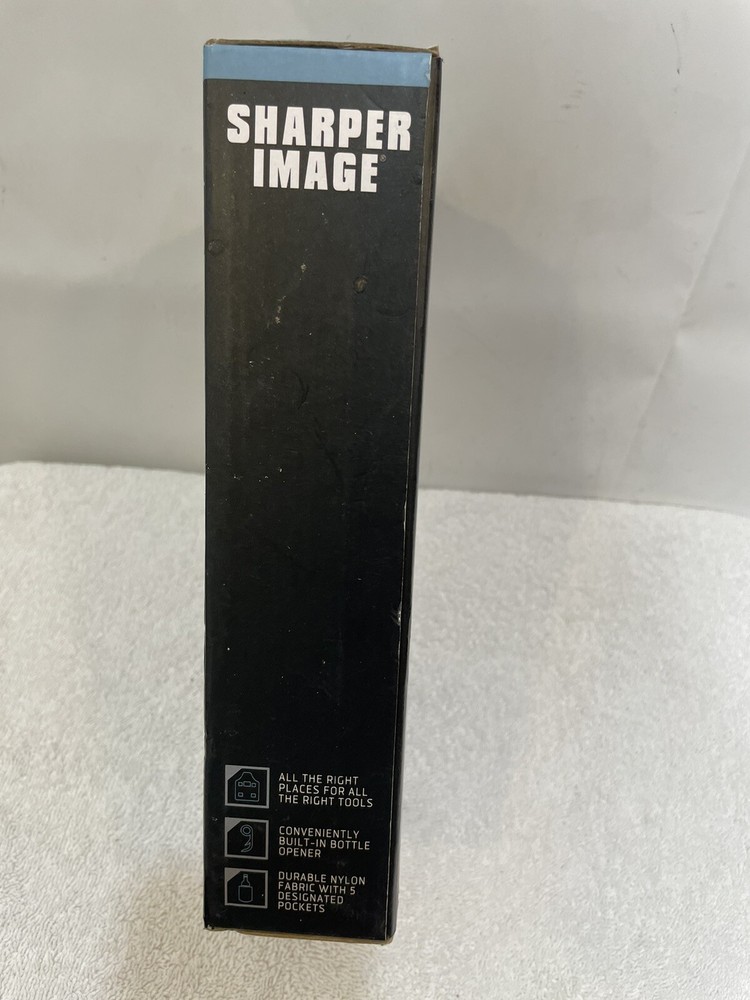 SHARPER
IMAGE®
ALL THE RIGHT
PLACES FOR ALL
THE RIGHT TOOLS
CONVENIENTLY
BUILT-IN BOTTLE
OPENER
DURABLE NYLON
FABRIC WITH 5
DESIGNATED
POCKETS